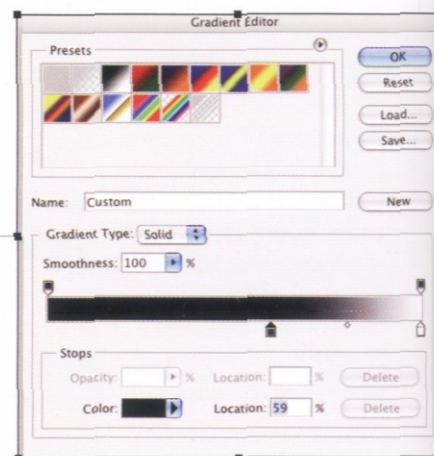 Gradient Editor
Presets
OK
Reset
Load...
Save...
Name: Custom
New
Gradient Type: Solid
Smoothness: 100 %
Stops
Opacity: % Location: % Delete
Color: Location: 59 % Delete